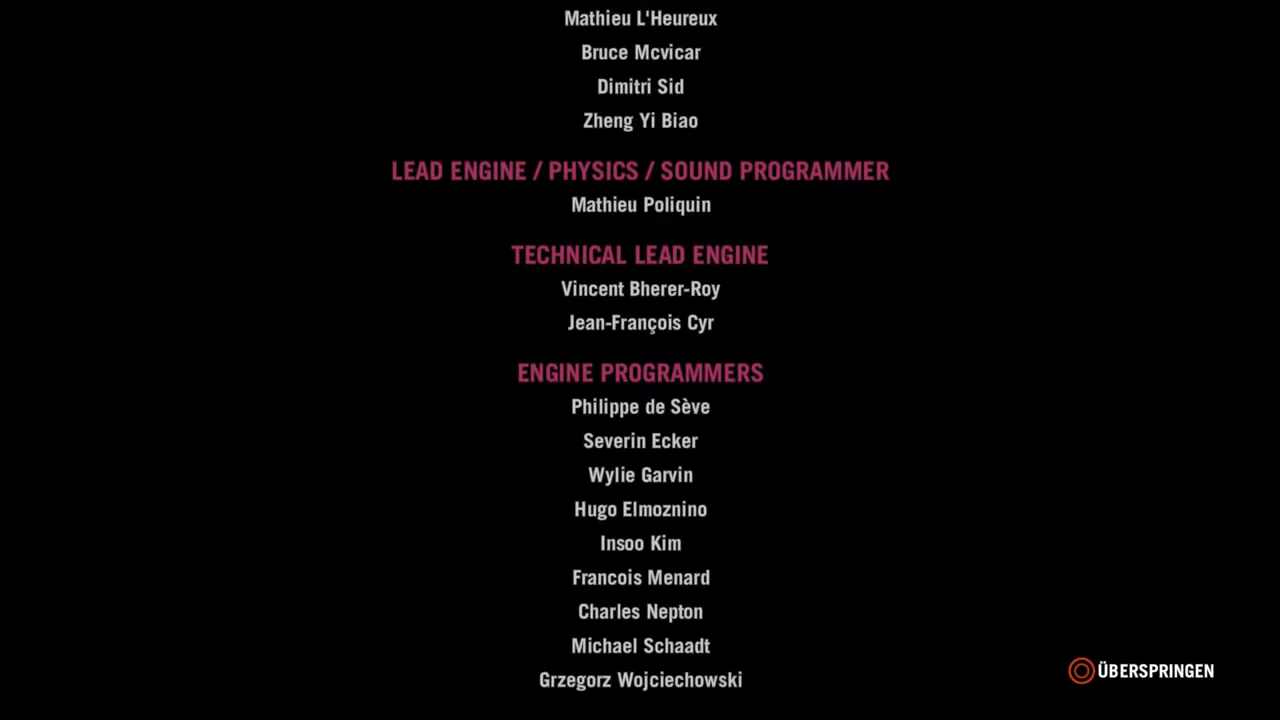 Mathieu L'Heureux
Bruce Mcvicar
Dimitri Sid
Zheng Yi Biao
LEAD ENGINE / PHYSICS / SOUND PROGRAMMER
Mathieu Poliquin
TECHNICAL LEAD ENGINE
Vincent Bherer-Roy
Jean-François Cyr
ENGINE PROGRAMMERS
Philippe de Sève
Severin Ecker
Wylie Garvin
Hugo Elmoznino
Insoo Kim
Francois Menard
Charles Nepton
Michael Schaadt
Grzegorz Wojciechowski
ÜBERSPRINGEN